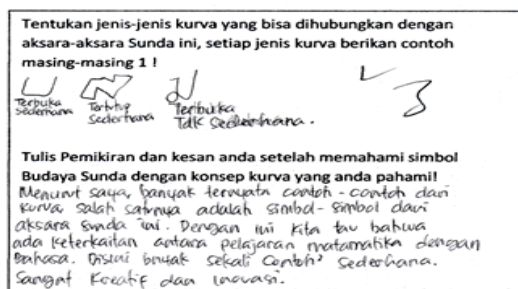 Tentukan jenis-jenis kurva yang bisa dihubungkan dengan
aksara-aksara Sunda ini, setiap jenis kurva berikan contoh
masing-masing 1 !
Terbuka Sederhana
Tertutup Sederhana
Terbuka Tdk Sederhana.
3
Tulis Pemikiran dan kesan anda setelah memahami simbol
Budaya Sunda dengan konsep kurva yang anda pahami!
Menurut saya, banyak ternyata contoh-contoh dari
kurva, salah satunya adalah simbol-simbol dari
aksara sunda ini. Dengan ini kita tau bahwa
ada keterkaitan antara pelajaran matamatika dengan
Bahasa. Disini bnyak sekali Contoh² Sederhana.
Sangat Kreatif dan inovasi.